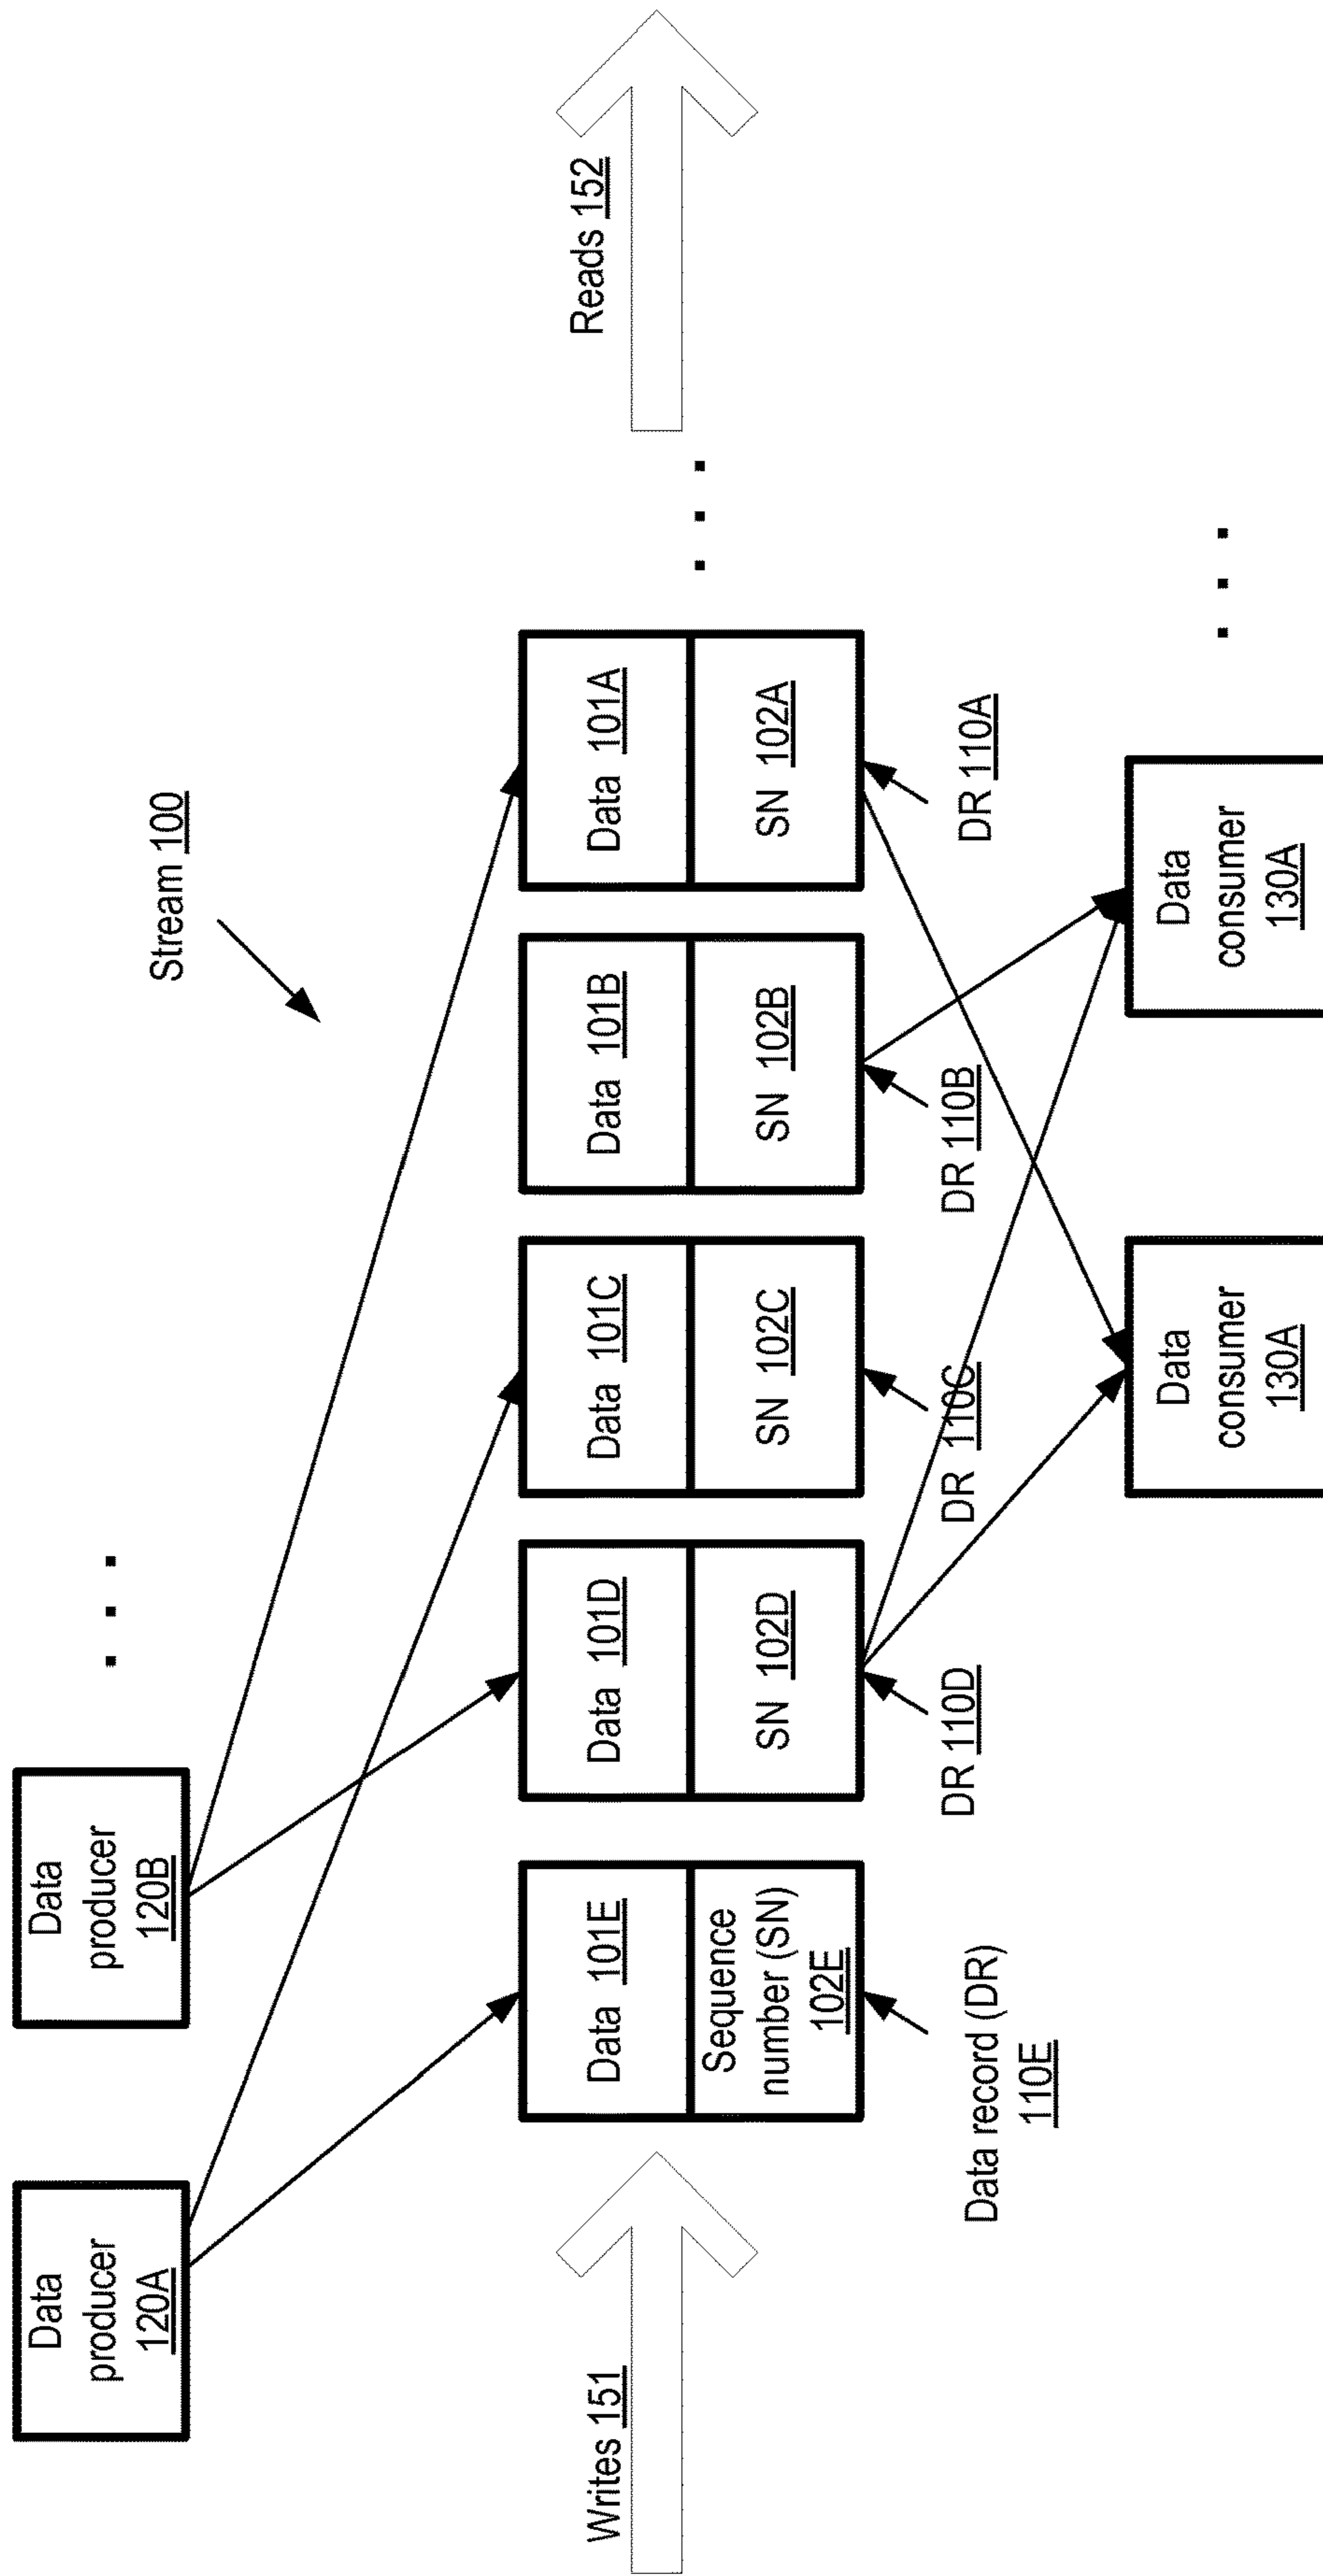 Data
producer
120A
Data
producer
120B
Stream 100
Writes 151
Reads 152
Data 101E
Sequence
number (SN)
102E
Data 101D
SN 102D
Data 101C
SN 102C
Data 101B
SN 102B
Data 101A
SN 102A
Data record (DR)
110E
DR 110D
DR 110C
DR 110B
DR 110A
Data
consumer
130A
Data
consumer
130A